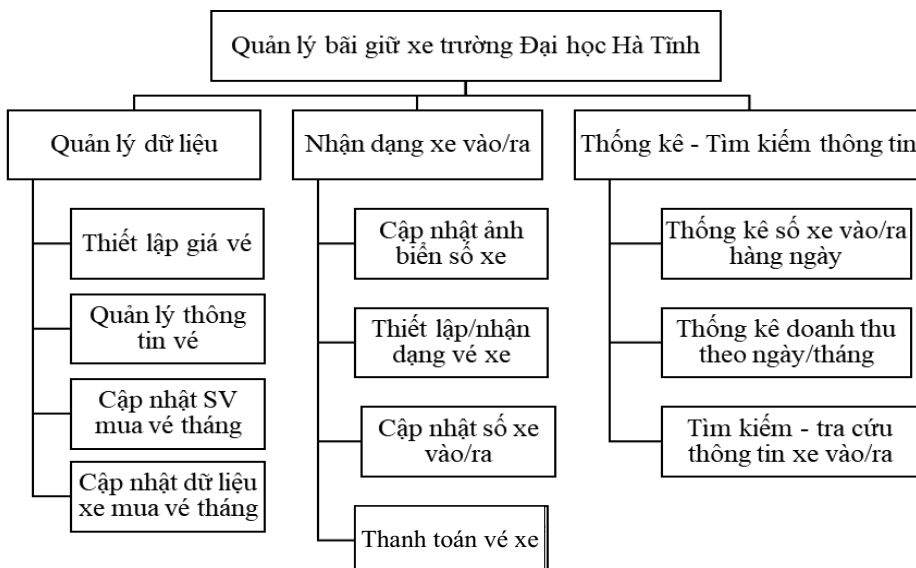 Quản lý bãi giữ xe trường Đại học Hà Tĩnh
Quản lý dữ liệu
Thiết lập giá vé
Quản lý thông
tin vé
Cập nhật SV
mua vé tháng
Cập nhật dữ liệu
xe mua vé tháng
Nhận dạng xe vào/ra
Cập nhật ảnh
biển số xe
Thiết lập/nhận
dạng vé xe
Cập nhật số xe
vào/ra
Thanh toán vé xe
Thống kê - Tìm kiếm thông tin
Thống kê số xe vào/ra
hàng ngày
Thống kê doanh thu
theo ngày/tháng
Tìm kiếm - tra cứu
thông tin xe vào/ra